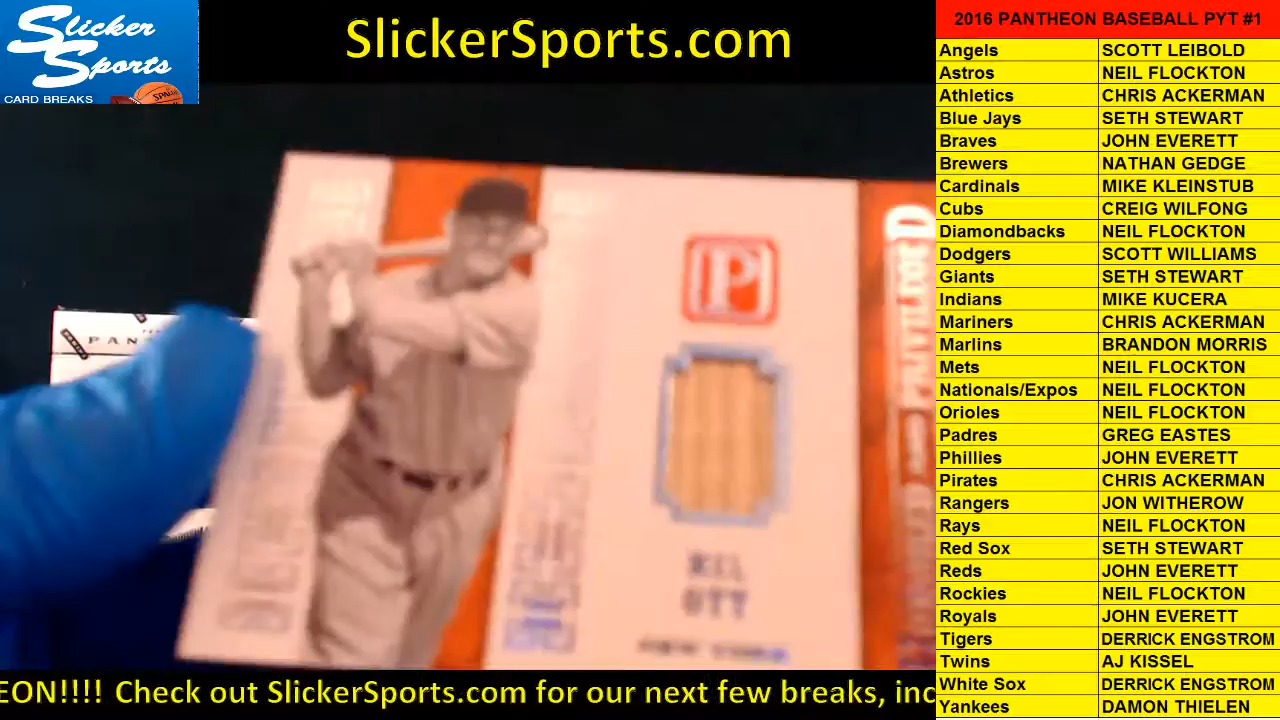 Slicker
Sports
CARD BREAKS
SPALDING
SlickerSports.com
P
MEL
OTT
NEW YORK
2016 PANTHEON BASEBALL PYT #1
Angels SCOTT LEIBOLD
Astros NEIL FLOCKTON
Athletics CHRIS ACKERMAN
Blue Jays SETH STEWART
Braves JOHN EVERETT
Brewers NATHAN GEDGE
Cardinals MIKE KLEINSTUB
Cubs CREIG WILFONG
Diamondbacks NEIL FLOCKTON
Dodgers SCOTT WILLIAMS
Giants SETH STEWART
Indians MIKE KUCERA
Mariners CHRIS ACKERMAN
Marlins BRANDON MORRIS
Mets NEIL FLOCKTON
Nationals/Expos NEIL FLOCKTON
Orioles NEIL FLOCKTON
Padres GREG EASTES
Phillies JOHN EVERETT
Pirates CHRIS ACKERMAN
Rangers JON WITHEROW
Rays NEIL FLOCKTON
Red Sox SETH STEWART
Reds JOHN EVERETT
Rockies NEIL FLOCKTON
Royals JOHN EVERETT
Tigers DERRICK ENGSTROM
Twins AJ KISSEL
White Sox DERRICK ENGSTROM
Yankees DAMON THIELEN
EON!!!! Check out SlickerSports.com for our next few breaks, inc